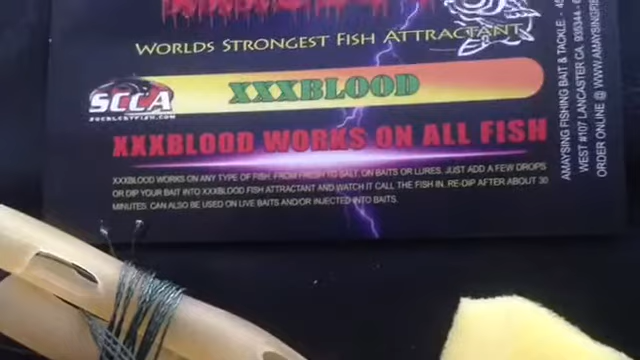 WORLDS STRONGEST FISH ATTRACTANT
SCCA
XXXBLOOD
XXXBLOOD WORKS ON ALL FISH
XXXBLOOD WORKS ON ANY TYPE OF FISH, FROM FRESH TO SALT, ON BAITS OR LURES. JUST ADD A FEW DROPS
OR DIP YOUR BAIT INTO XXXBLOOD FISH ATTRACTANT AND WATCH IT CALL THE FISH IN. RE-DIP AFTER ABOUT 30
MINUTES. CAN ALSO BE USED ON LIVE BAITS AND/OR INJECTED INTO BAITS.
AMAYSING FISHING BAIT & TACKLE
WEST #107 LANCASTER CA, 935344
ORDER ONLINE @ WWW.AMAYSINGFISH